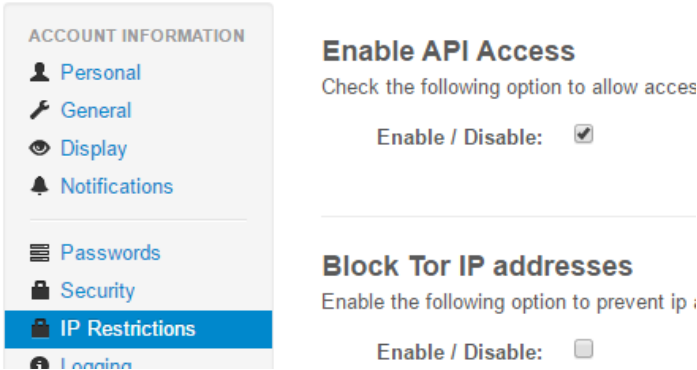 ACCOUNT INFORMATION
Personal
General
Display
Notifications
Passwords
Security
IP Restrictions
Logging
Enable API Access
Check the following option to allow acces
Enable / Disable:
Block Tor IP addresses
Enable the following option to prevent ip
Enable / Disable: